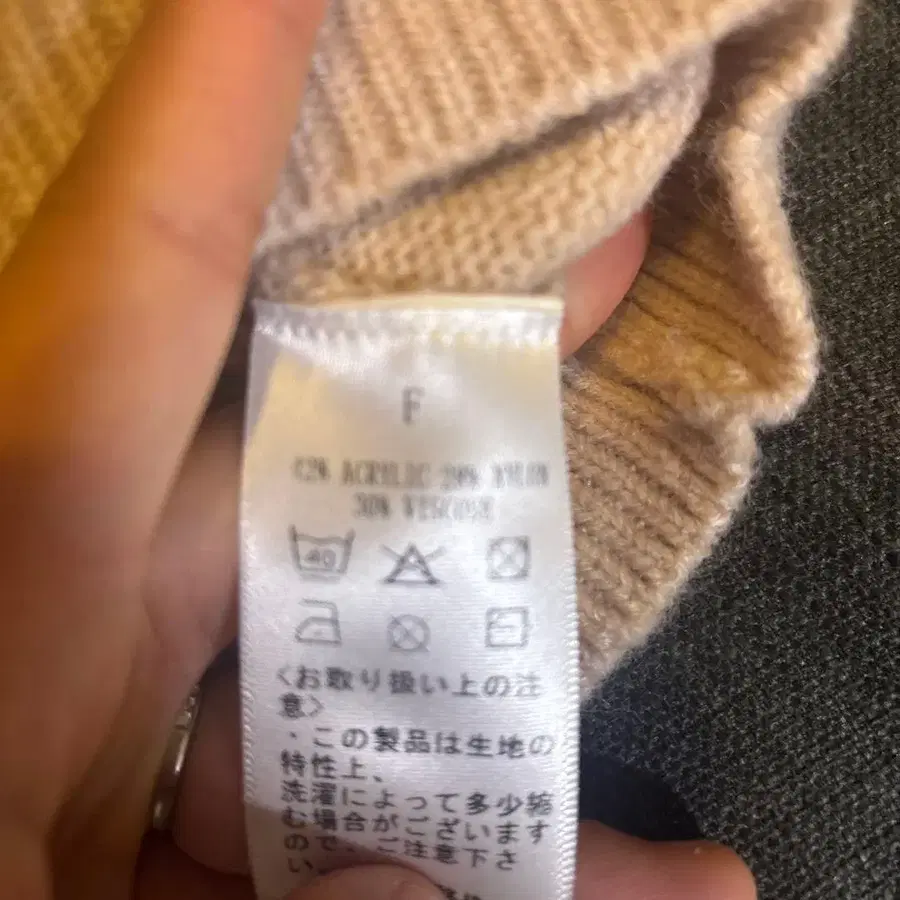 F
42% ACRYLIC 28% NYLON
30% VISCOSE
40
<お取り扱い上の注
意>
・この製品は生地の
特性上、
洗濯によって多少縮
む場合がございます
ので、ご注意下さ
い